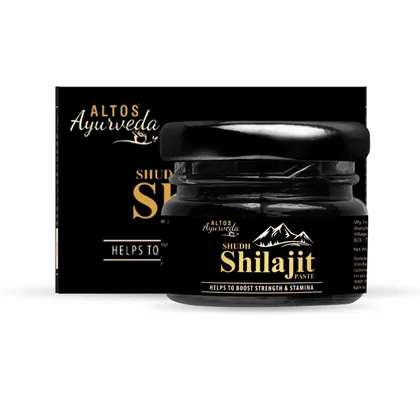 ALTOS
Ayurveda
SHUDH
Sh
HELPS TO
ALTOS
Ayurveda
SHUDH
Shilajit
PASTE
HELPS TO BOOST STRENGTH & STAMINA